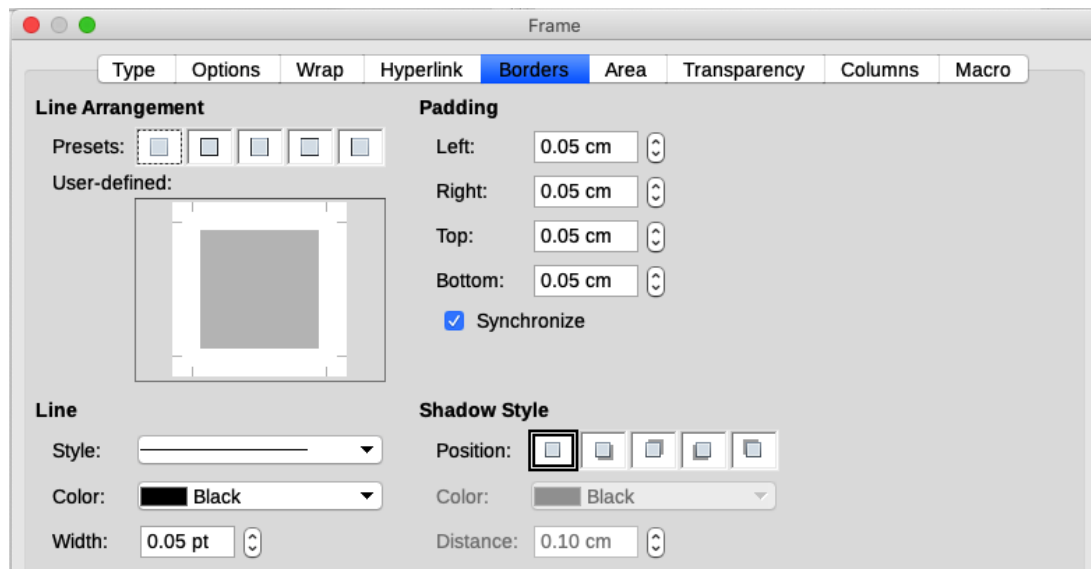 Frame
Type Options Wrap Hyperlink Borders Area Transparency Columns Macro
Line Arrangement
Presets:
User-defined:
Padding
Left: 0.05 cm
Right: 0.05 cm
Top: 0.05 cm
Bottom: 0.05 cm
Synchronize
Line
Style:
Color: Black
Width: 0.05 pt
Shadow Style
Position:
Color: Black
Distance: 0.10 cm